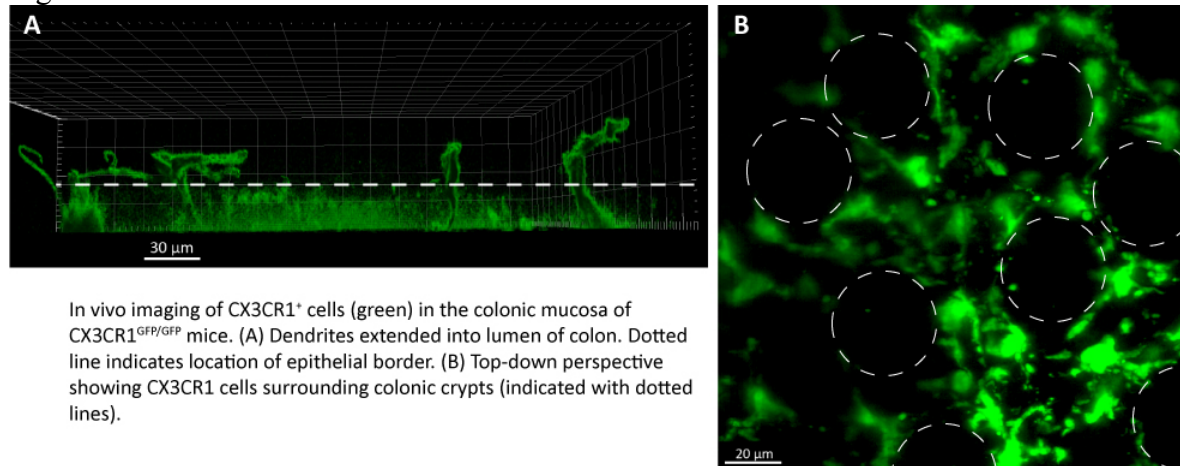 A
30 µm
In vivo imaging of CX3CR1⁺ cells (green) in the colonic mucosa of
CX3CR1ᴳᶠᴾ/ᴳᶠᴾ mice. (A) Dendrites extended into lumen of colon. Dotted
line indicates location of epithelial border. (B) Top-down perspective
showing CX3CR1 cells surrounding colonic crypts (indicated with dotted
lines).
B
20 µm